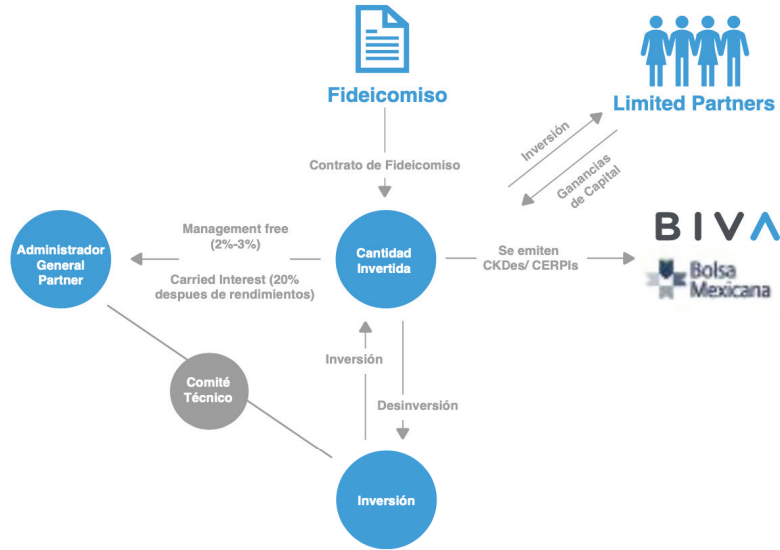 Fideicomiso
Limited Partners
Contrato de Fideicomiso
Inversión
Ganancias
de Capital
Administrador
General
Partner
Management free
(2%-3%)
Carried Interest (20%
despues de rendimientos)
Cantidad
Invertida
Se emiten
CKDes/ CERPIs
BIVA
Bolsa
Mexicana
Comité
Técnico
Inversión
Desinversión
Inversión